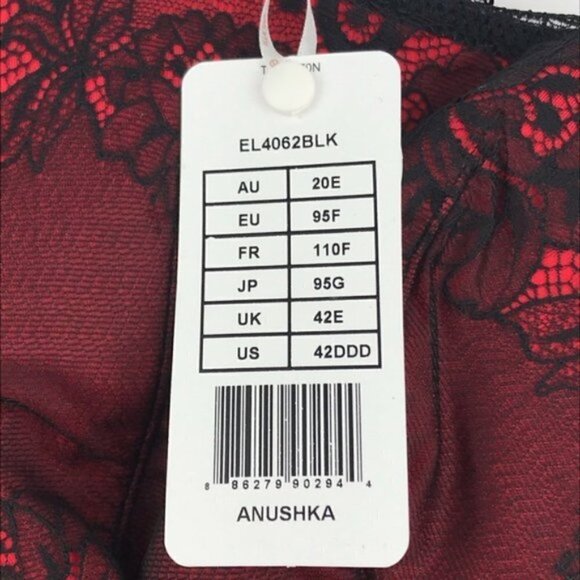 EL4062BLK
AU 20E
EU 95F
FR 110F
JP 95G
UK 42E
US 42DDD
8 86279 90294 4
ANUSHKA